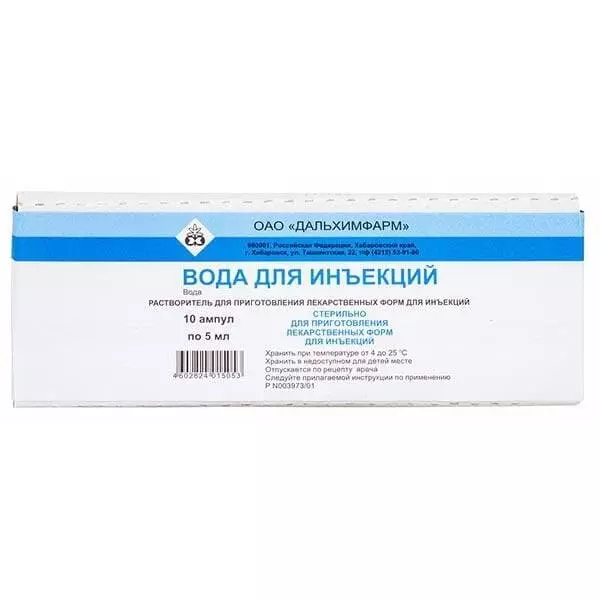 ОАО «ДАЛЬХИМФАРМ»
680001, Российская Федерация, Хабаровский край,
г. Хабаровск, ул. Ташкентская, 22, т\ф (4212) 53-91-86
ВОДА ДЛЯ ИНЪЕКЦИЙ
Вода
РАСТВОРИТЕЛЬ ДЛЯ ПРИГОТОВЛЕНИЯ ЛЕКАРСТВЕННЫХ ФОРМ ДЛЯ ИНЪЕКЦИЙ
10 ампул
по 5 мл
СТЕРИЛЬНО
ДЛЯ ПРИГОТОВЛЕНИЯ
ЛЕКАРСТВЕННЫХ ФОРМ
ДЛЯ ИНЪЕКЦИЙ
Хранить при температуре от 4 до 25 °С
Хранить в недоступном для детей месте
Отпускается по рецепту врача
Следуйте прилагаемой инструкции по применению
Р N003973/01
4602824 015053